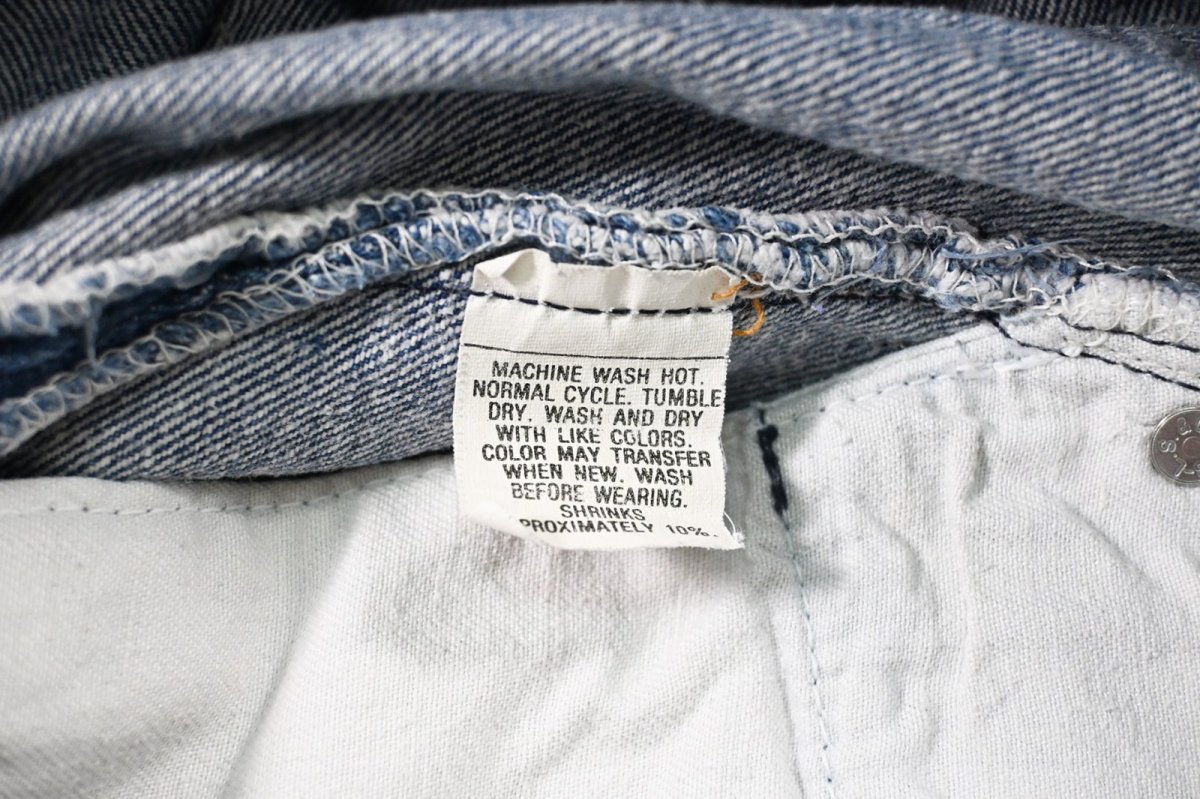 MACHINE WASH HOT.
NORMAL CYCLE. TUMBLE
DRY. WASH AND DRY
WITH LIKE COLORS.
COLOR MAY TRANSFER
WHEN NEW. WASH
BEFORE WEARING.
SHRINKS
PROXIMATELY 10%.